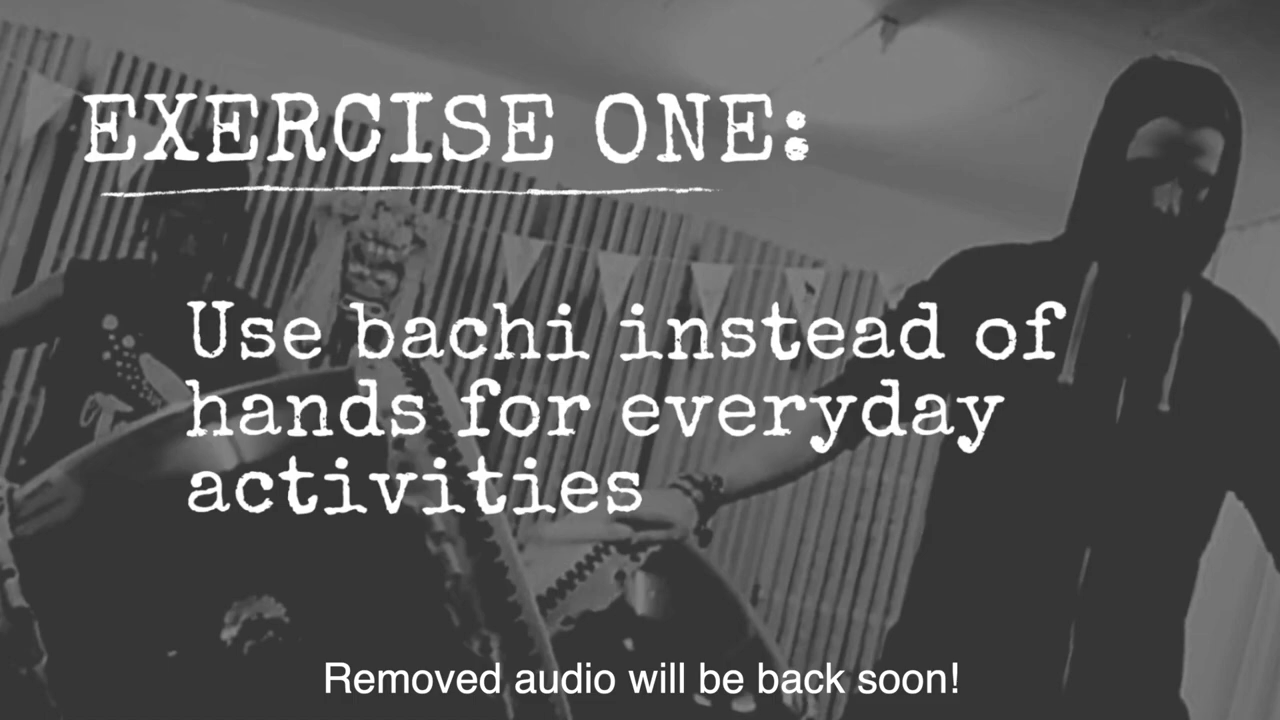 EXERCISE ONE:
Use bachi instead of
hands for everyday
activities
Removed audio will be back soon!